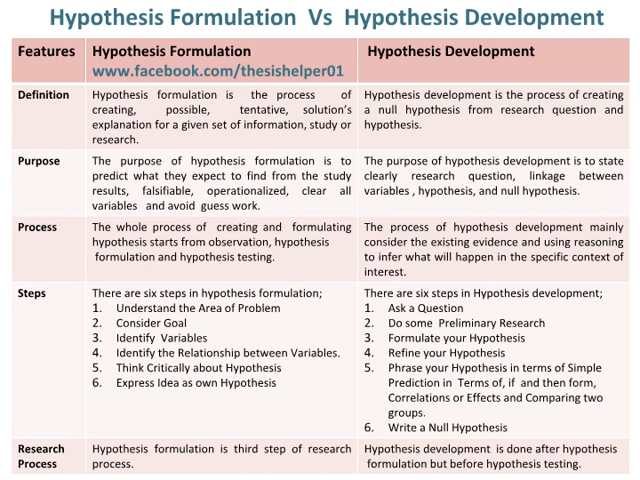 Hypothesis Formulation Vs Hypothesis Development
Features
Hypothesis Formulation
www.facebook.com/thesishelper01
Hypothesis Development
Definition
Hypothesis formulation is the process of
creating, possible, tentative, solution's
explanation for a given set of information, study or
research.
Hypothesis development is the process of creating
a null hypothesis from research question and
hypothesis.
Purpose
The purpose of hypothesis formulation is to
predict what they expect to find from the study
results, falsifiable, operationalized, clear all
variables and avoid guess work.
The purpose of hypothesis development is to state
clearly research question, linkage between
variables , hypothesis, and null hypothesis.
Process
The whole process of creating and formulating
hypothesis starts from observation, hypothesis
formulation and hypothesis testing.
The process of hypothesis development mainly
consider the existing evidence and using reasoning
to infer what will happen in the specific context of
interest.
Steps
There are six steps in hypothesis formulation;
1. Understand the Area of Problem
2. Consider Goal
3. Identify Variables
4. Identify the Relationship between Variables.
5. Think Critically about Hypothesis
6. Express Idea as own Hypothesis
There are six steps in Hypothesis development;
1. Ask a Question
2. Do some Preliminary Research
3. Formulate your Hypothesis
4. Refine your Hypothesis
5. Phrase your Hypothesis in terms of Simple
Prediction in Terms of, if and then form,
Correlations or Effects and Comparing two
groups.
6. Write a Null Hypothesis
Research
Process
Hypothesis formulation is third step of research
process.
Hypothesis development is done after hypothesis
formulation but before hypothesis testing.